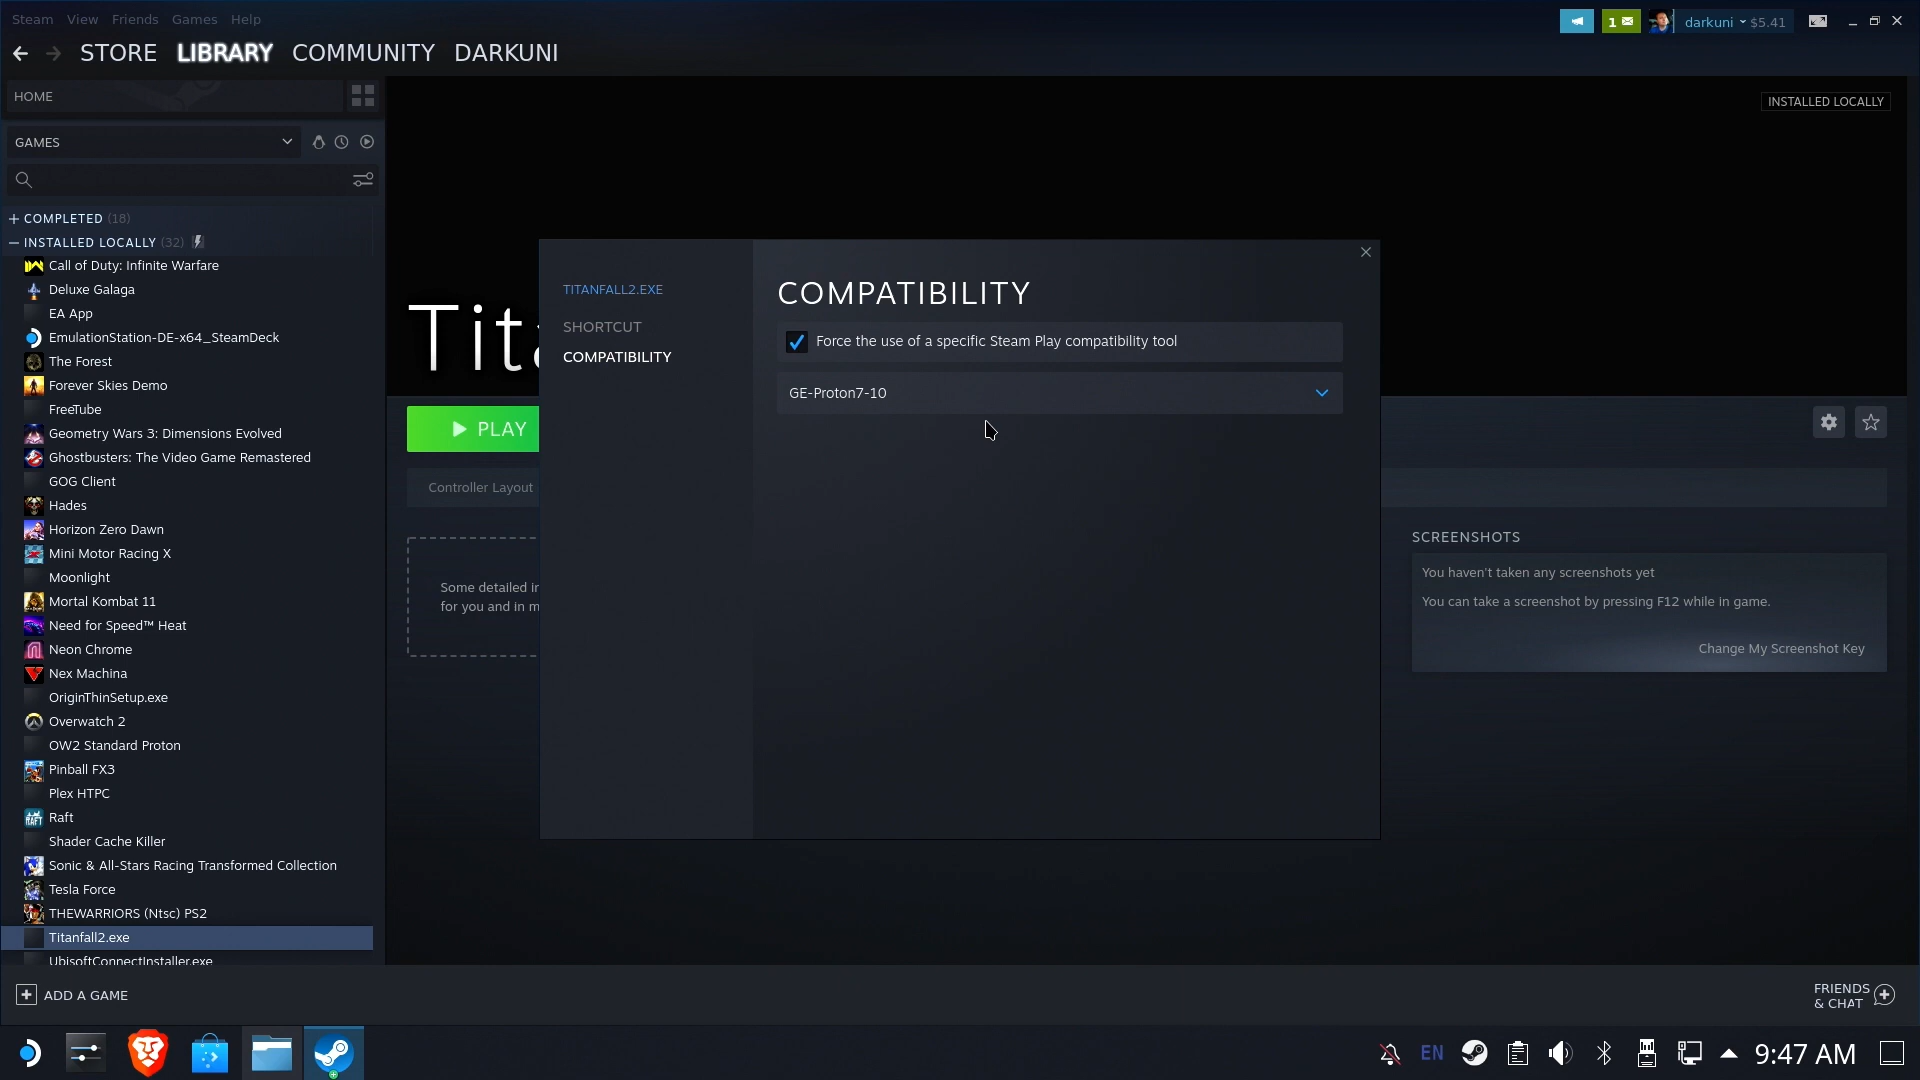 Steam View Friends Games Help
1 darkuni $5.41
STORE LIBRARY COMMUNITY DARKUNI
HOME
INSTALLED LOCALLY
GAMES
COMPLETED (18)
INSTALLED LOCALLY (32)
Call of Duty: Infinite Warfare
Deluxe Galaga
EA App
EmulationStation-DE-x64_SteamDeck
The Forest
Forever Skies Demo
FreeTube
Geometry Wars 3: Dimensions Evolved
Ghostbusters: The Video Game Remastered
GOG Client
Hades
Horizon Zero Dawn
Mini Motor Racing X
Moonlight
Mortal Kombat 11
Need for Speed™ Heat
Neon Chrome
Nex Machina
OriginThinSetup.exe
Overwatch 2
OW2 Standard Proton
Pinball FX3
Plex HTPC
Raft
Shader Cache Killer
Sonic & All-Stars Racing Transformed Collection
Tesla Force
THEWARRIORS (Ntsc) PS2
Titanfall2.exe
UbisoftConnectInstaller.exe
ADD A GAME
Tita
PLAY
Controller Layout
Some detailed in
for you and in m
TITANFALL2.EXE
SHORTCUT
COMPATIBILITY
COMPATIBILITY
Force the use of a specific Steam Play compatibility tool
GE-Proton7-10
SCREENSHOTS
You haven't taken any screenshots yet
You can take a screenshot by pressing F12 while in game.
Change My Screenshot Key
FRIENDS
& CHAT
EN
9:47 AM